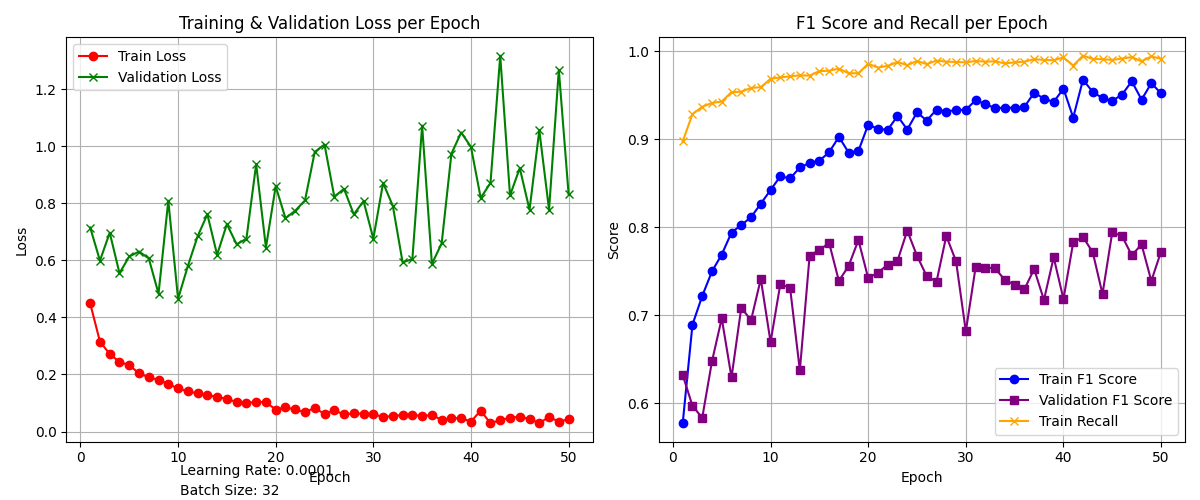 Training & Validation Loss per Epoch
Train Loss
Validation Loss
Loss
1.2
1.0
0.8
0.6
0.4
0.2
0.0
0 10 20 30 40 50
Epoch
Learning Rate: 0.0001
Batch Size: 32
F1 Score and Recall per Epoch
Score
1.0
0.9
0.8
0.7
0.6
Train F1 Score
Validation F1 Score
Train Recall
0 10 20 30 40 50
Epoch